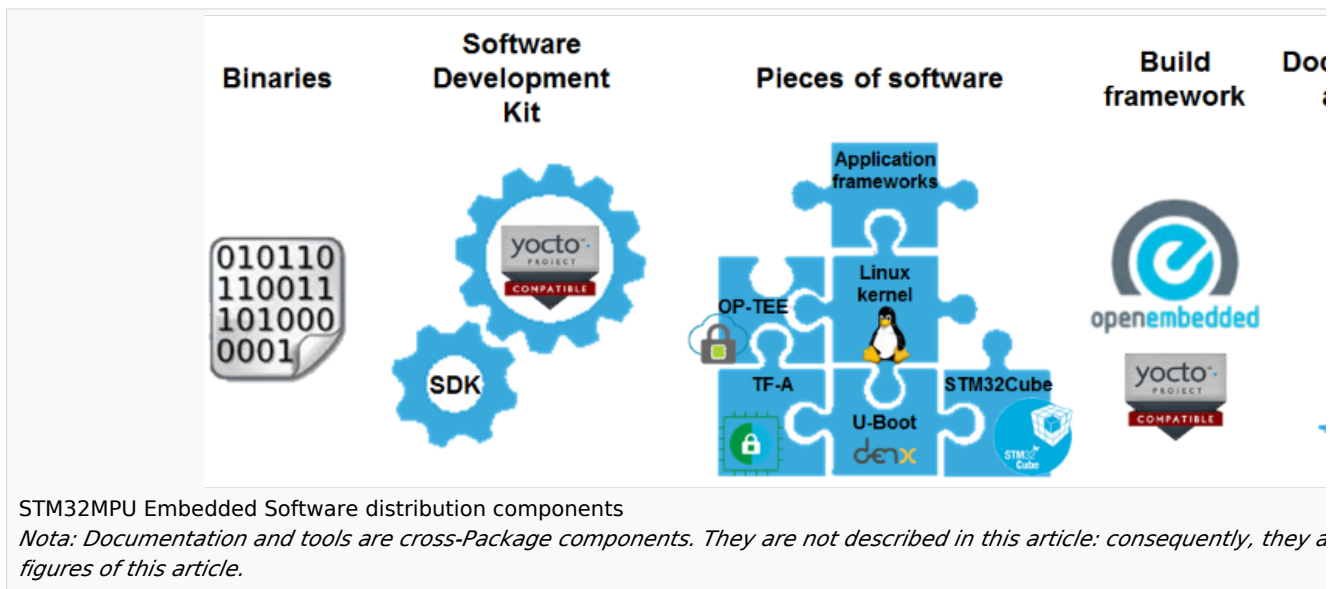 Binaries
Software
Development
Kit
Pieces of software
Build
framework
010110
110011
101000
0001
yocto
PROJECT
COMPATIBLE
SDK
Application
frameworks
OP-TEE
Linux
kernel
TF-A
U-Boot
denx
STM32Cube
STM32
Cube
openembedded
yocto
PROJECT
COMPATIBLE
STM32MPU Embedded Software distribution components
Nota: Documentation and tools are cross-Package components. They are not described in this article: consequently, they
figures of this article.